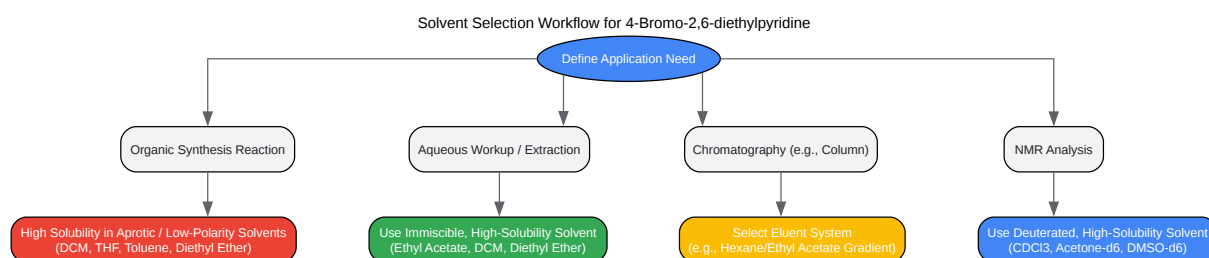 Solvent Selection Workflow for 4-Bromo-2,6-diethylpyridine
Define Application Need
Organic Synthesis Reaction
Aqueous Workup / Extraction
Chromatography (e.g., Column)
NMR Analysis
High Solubility in Aprotic / Low-Polarity Solvents
(DCM, THF, Toluene, Diethyl Ether)
Use Immiscible, High-Solubility Solvent
(Ethyl Acetate, DCM, Diethyl Ether)
Select Eluent System
(e.g., Hexane/Ethyl Acetate Gradient)
Use Deuterated, High-Solubility Solvent
(CDCl3, Acetone-d6, DMSO-d6)